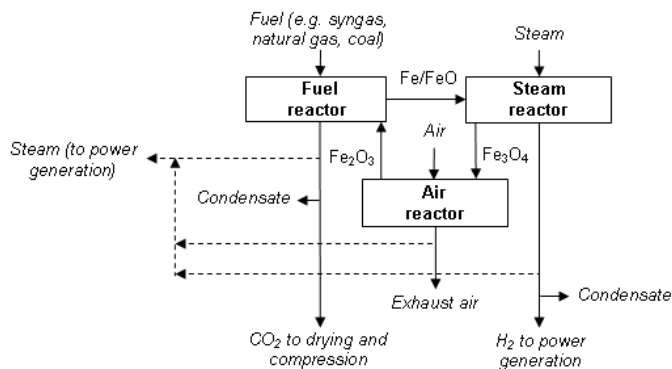 Fuel (e.g. syngas,
natural gas, coal)
Steam
Fuel
reactor
Fe/FeO
Steam
reactor
Air
Steam (to power
generation)
Fe2O3
Fe3O4
Condensate
Air
reactor
Exhaust air
Condensate
CO2 to drying and
compression
H2 to power
generation